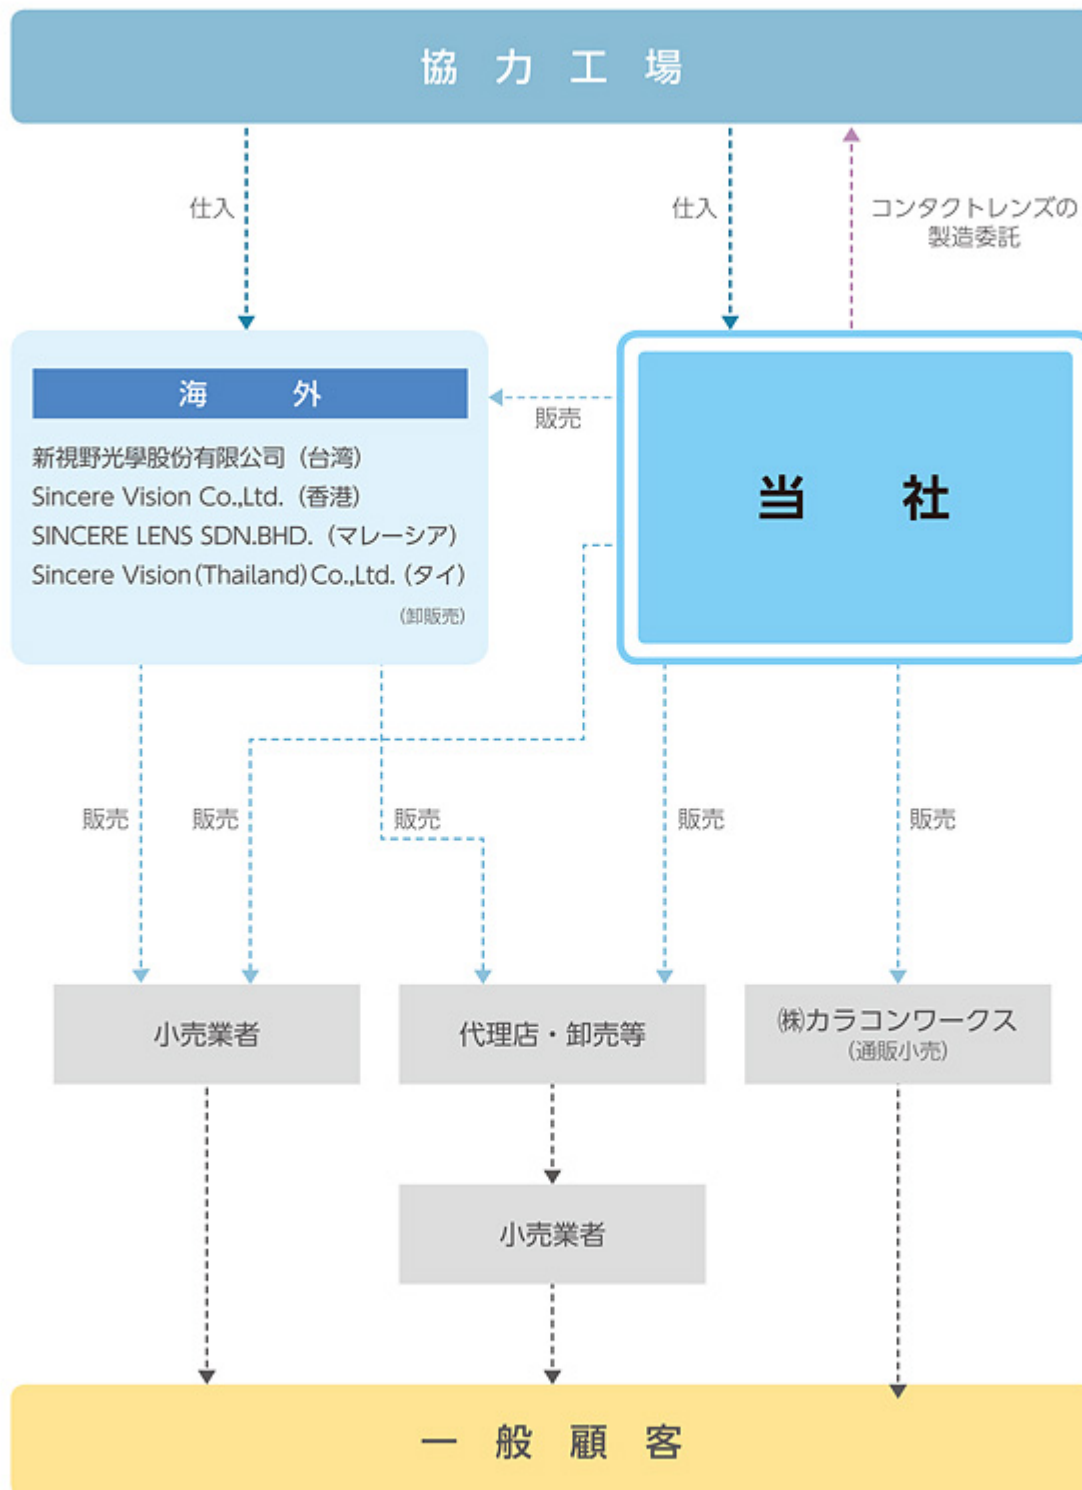 協力工場
仕入
仕入
コンタクトレンズの
製造委託
海外
新視野光學股份有限公司（台湾）
Sincere Vision Co.,Ltd.（香港）
SINCERE LENS SDN.BHD.（マレーシア）
Sincere Vision(Thailand)Co.,Ltd.(タイ)
(卸販売)
販売
当社
販売
販売
販売
販売
販売
小売業者
代理店・卸売等
㈱カラコンワークス
(通販小売)
小売業者
一般顧客